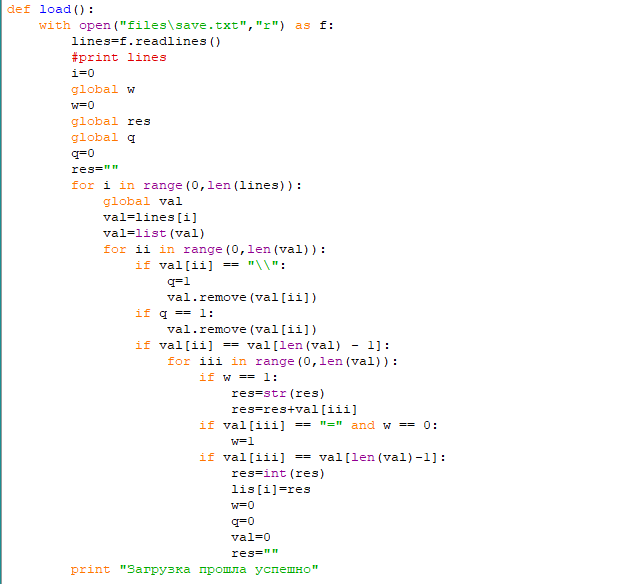 def load():
    with open("files\save.txt","r") as f:
        lines=f.readlines()
        #print lines
        i=0
        global w
        w=0
        global res
        global q
        q=0
        res=""
        for i in range(0,len(lines)):
            global val
            val=lines[i]
            val=list(val)
            for ii in range(0,len(val)):
                if val[ii] == "\\":
                    q=1
                    val.remove(val[ii])
                if q == 1:
                    val.remove(val[ii])
                if val[ii] == val[len(val) - 1]:
                    for iii in range(0,len(val)):
                        if w == 1:
                            res=str(res)
                            res=res+val[iii]
                        if val[iii] == "=" and w == 0:
                            w=1
                        if val[iii] == val[len(val)-1]:
                            res=int(res)
                            lis[i]=res
                            w=0
                            q=0
                            val=0
                            res=""
        print "Загрузка прошла успешно"